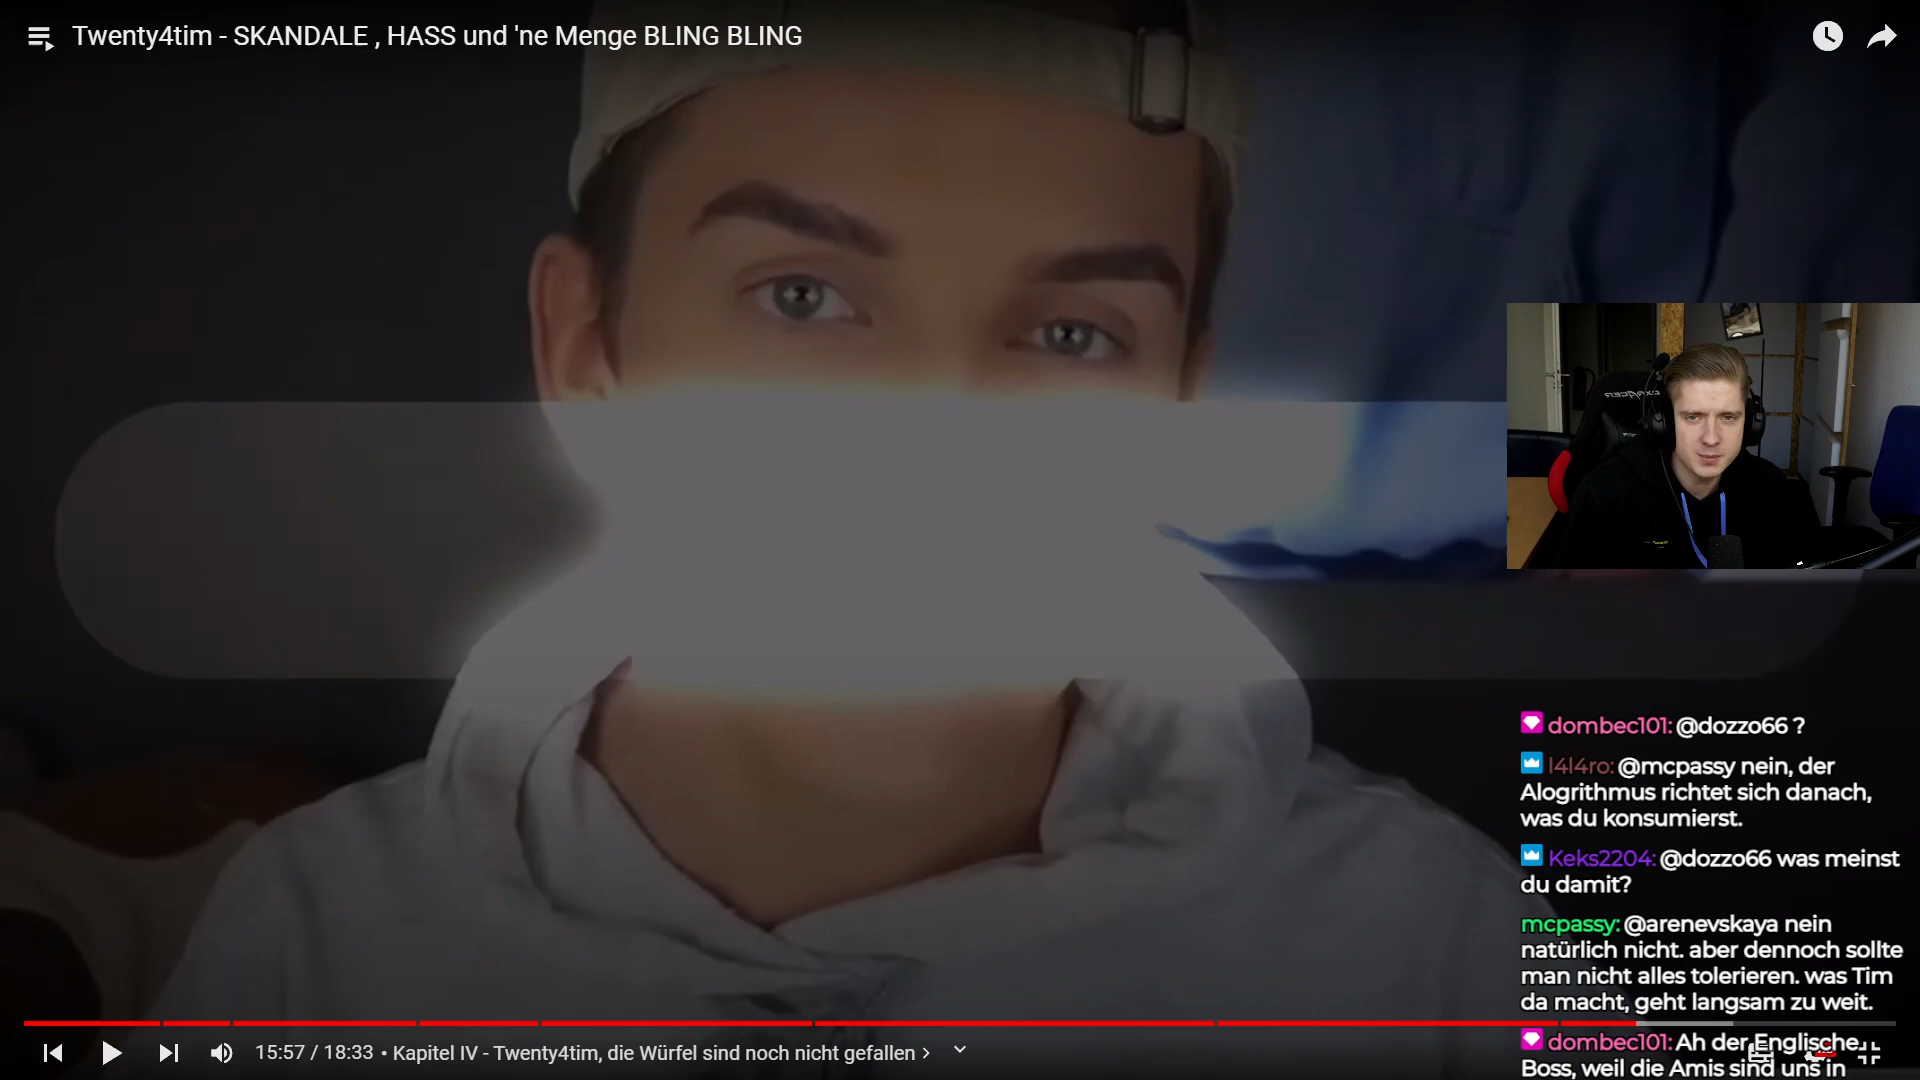 Twenty4tim - SKANDALE , HASS und 'ne Menge BLING BLING
dombec101: @dozzo66 ?
l4l4ro: @mcpassy nein, der
Alogrithmus richtet sich danach,
was du konsumierst.
Keks2204: @dozzo66 was meinst
du damit?
mcpassy: @arenevskaya nein
natürlich nicht. aber dennoch sollte
man nicht alles tolerieren. was Tim
da macht, geht langsam zu weit.
dombec101: Ah der Englische
Boss, weil die Amis sind uns in
15:57 / 18:33 • Kapitel IV - Twenty4tim, die Würfel sind noch nicht gefallen